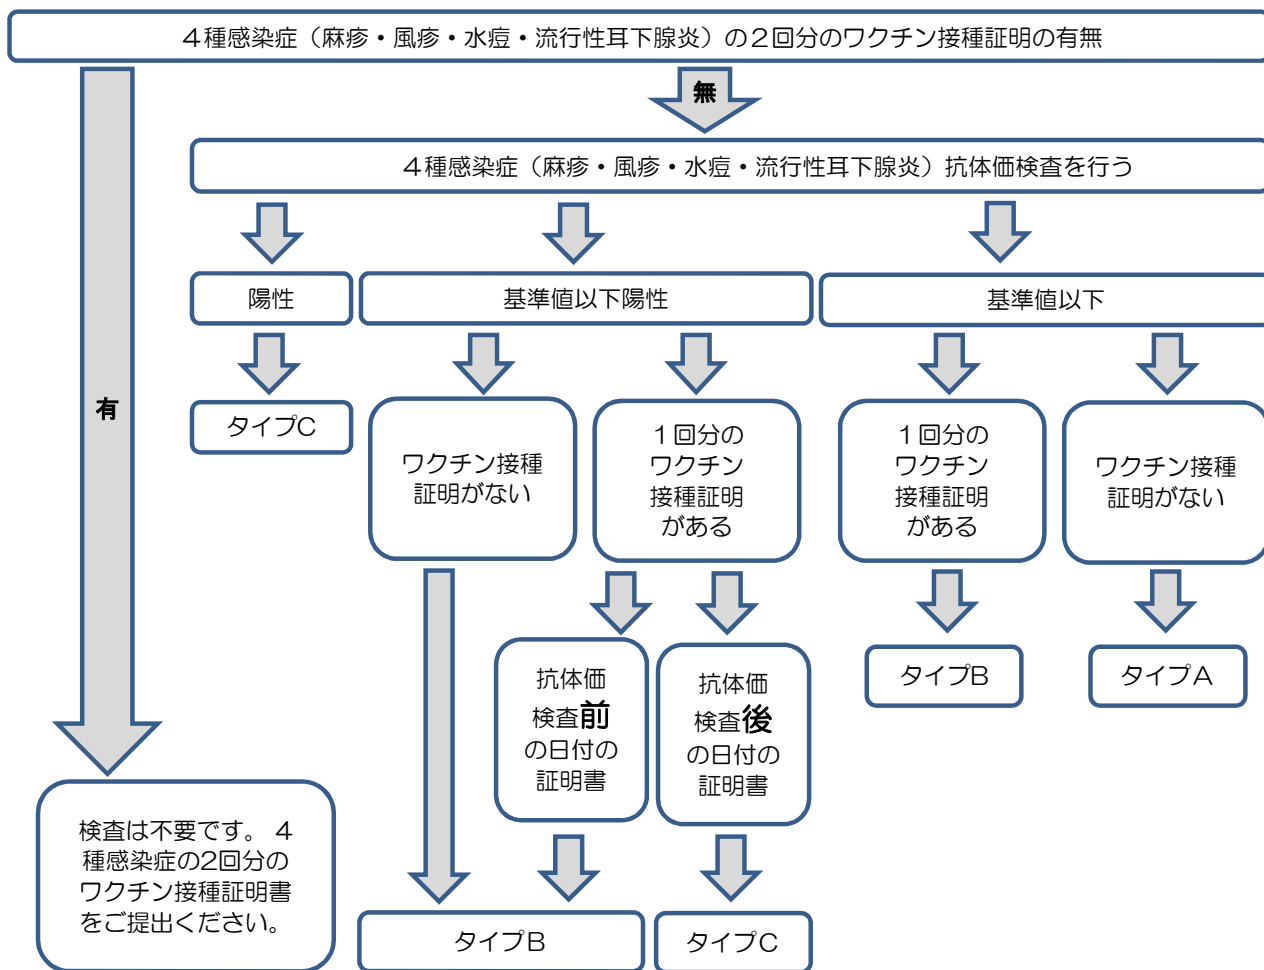 ４種感染症（麻疹・風疹・水痘・流行性耳下腺炎）の２回分のワクチン接種証明の有無
無
４種感染症（麻疹・風疹・水痘・流行性耳下腺炎）抗体価検査を行う
陽性
基準値以下陽性
基準値以下
有
タイプC
ワクチン接種
証明がない
１回分の
ワクチン
接種証明
がある
１回分の
ワクチン
接種証明
がある
ワクチン接種
証明がない
抗体価
検査前
の日付の
証明書
抗体価
検査後
の日付の
証明書
タイプB
タイプA
検査は不要です。 ４
種感染症の2回分の
ワクチン接種証明書
をご提出ください。
タイプB
タイプC